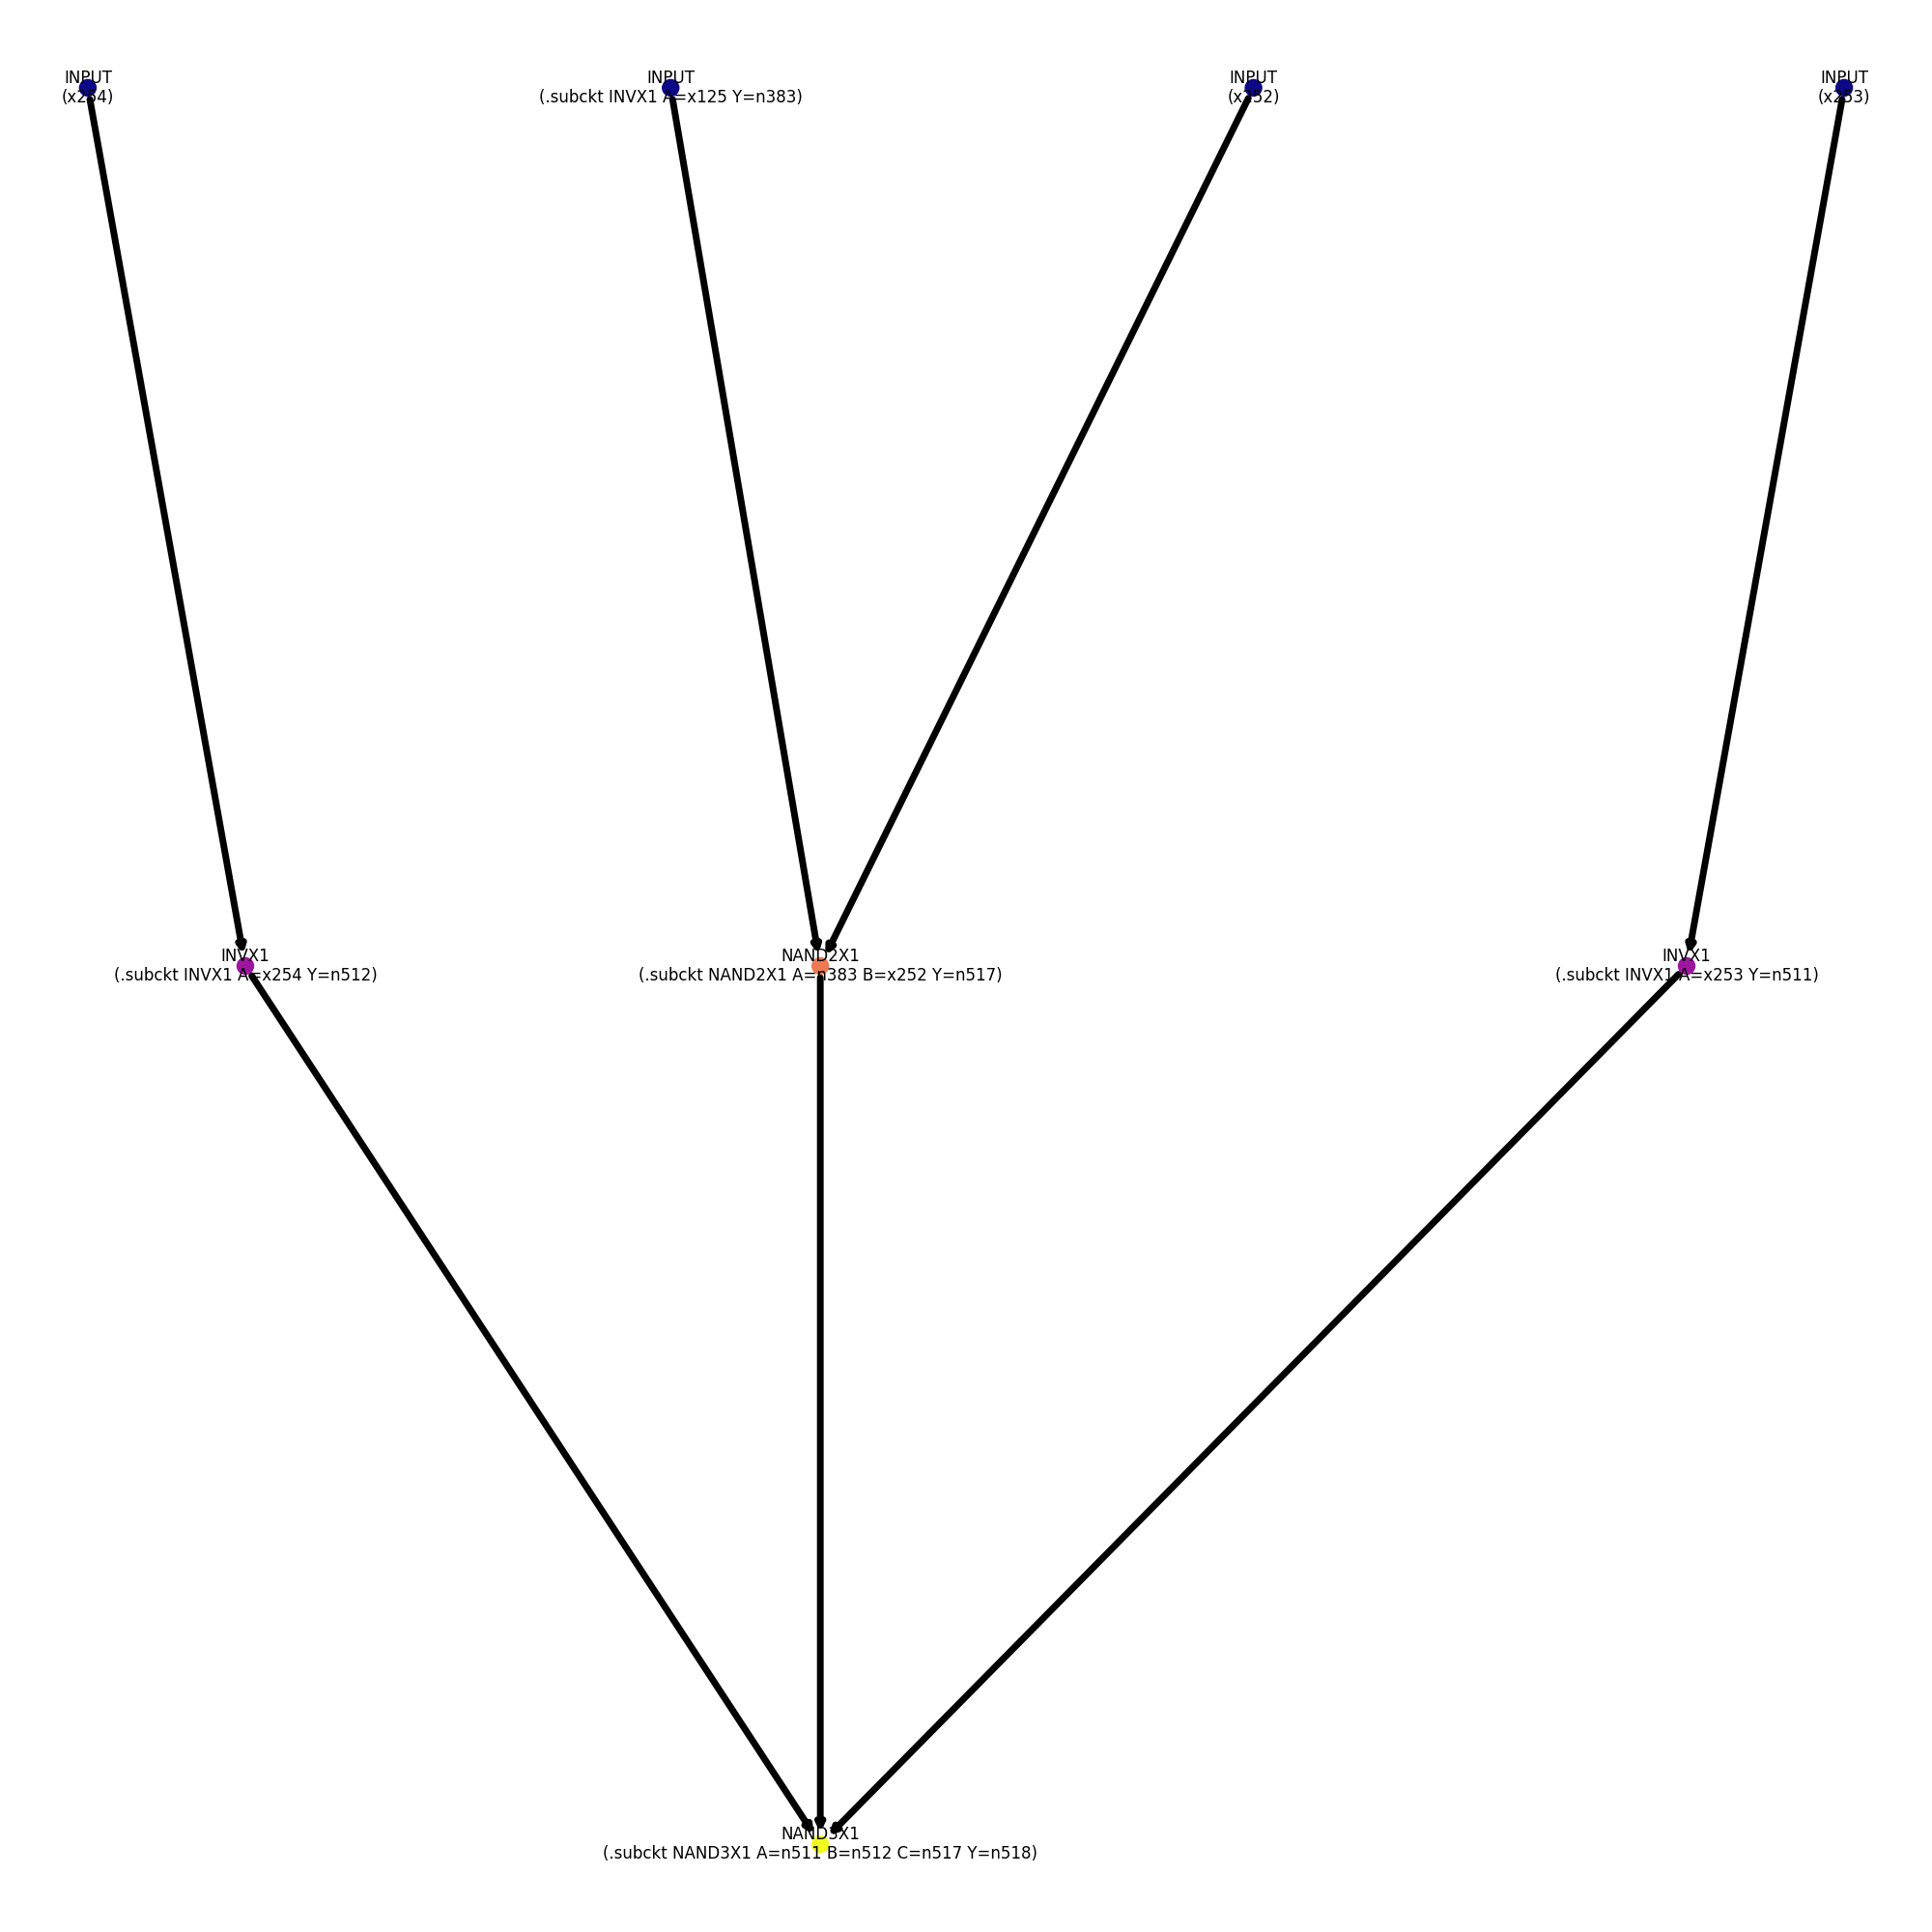 INPUT
(x254)
INPUT
(.subckt INVX1 A=x125 Y=n383)
INPUT
(x252)
INPUT
(x253)
INVX1
(.subckt INVX1 A=x254 Y=n512)
NAND2X1
(.subckt NAND2X1 A=n383 B=x252 Y=n517)
INVX1
(.subckt INVX1 A=x253 Y=n511)
NAND3X1
(.subckt NAND3X1 A=n511 B=n512 C=n517 Y=n518)